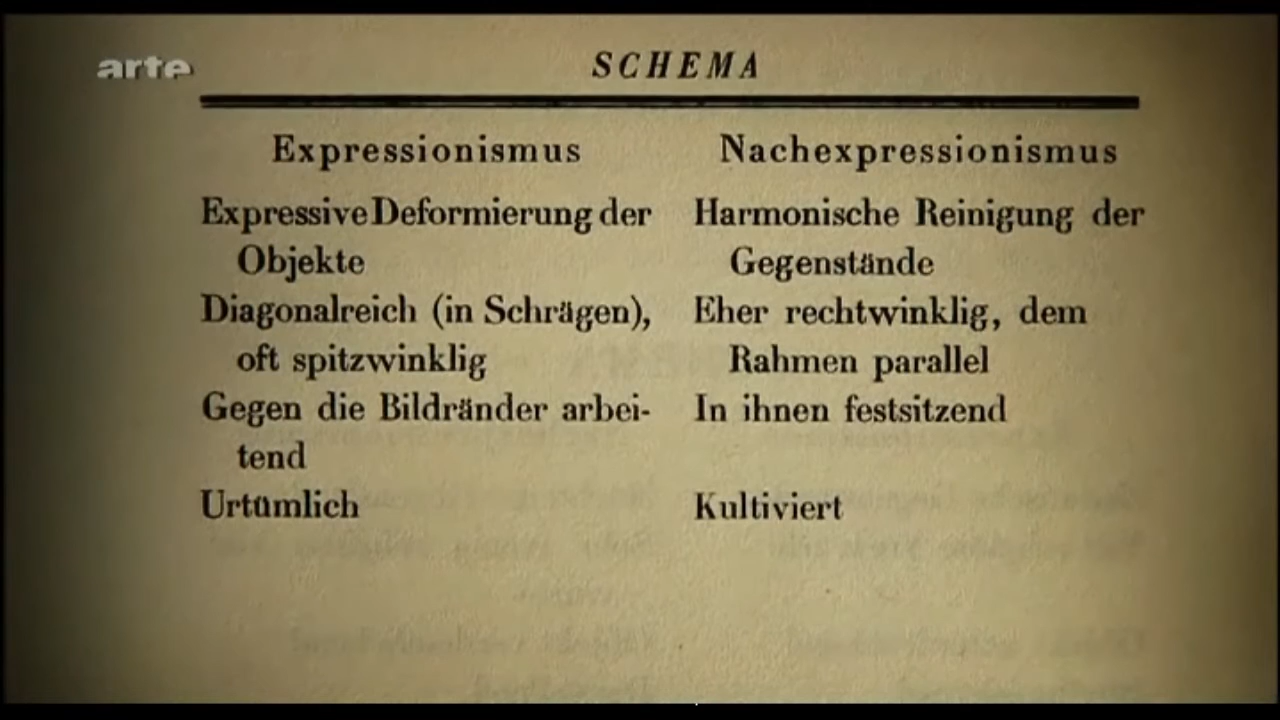 arte
SCHEMA
Expressionismus
Nachexpressionismus
Expressive Deformierung der
Objekte
Harmonische Reinigung der
Gegenstände
Diagonalreich (in Schrägen),
oft spitzwinklig
Eher rechtwinklig, dem
Rahmen parallel
Gegen die Bildränder arbei-
tend
In ihnen festsitzend
Urtümlich
Kultiviert